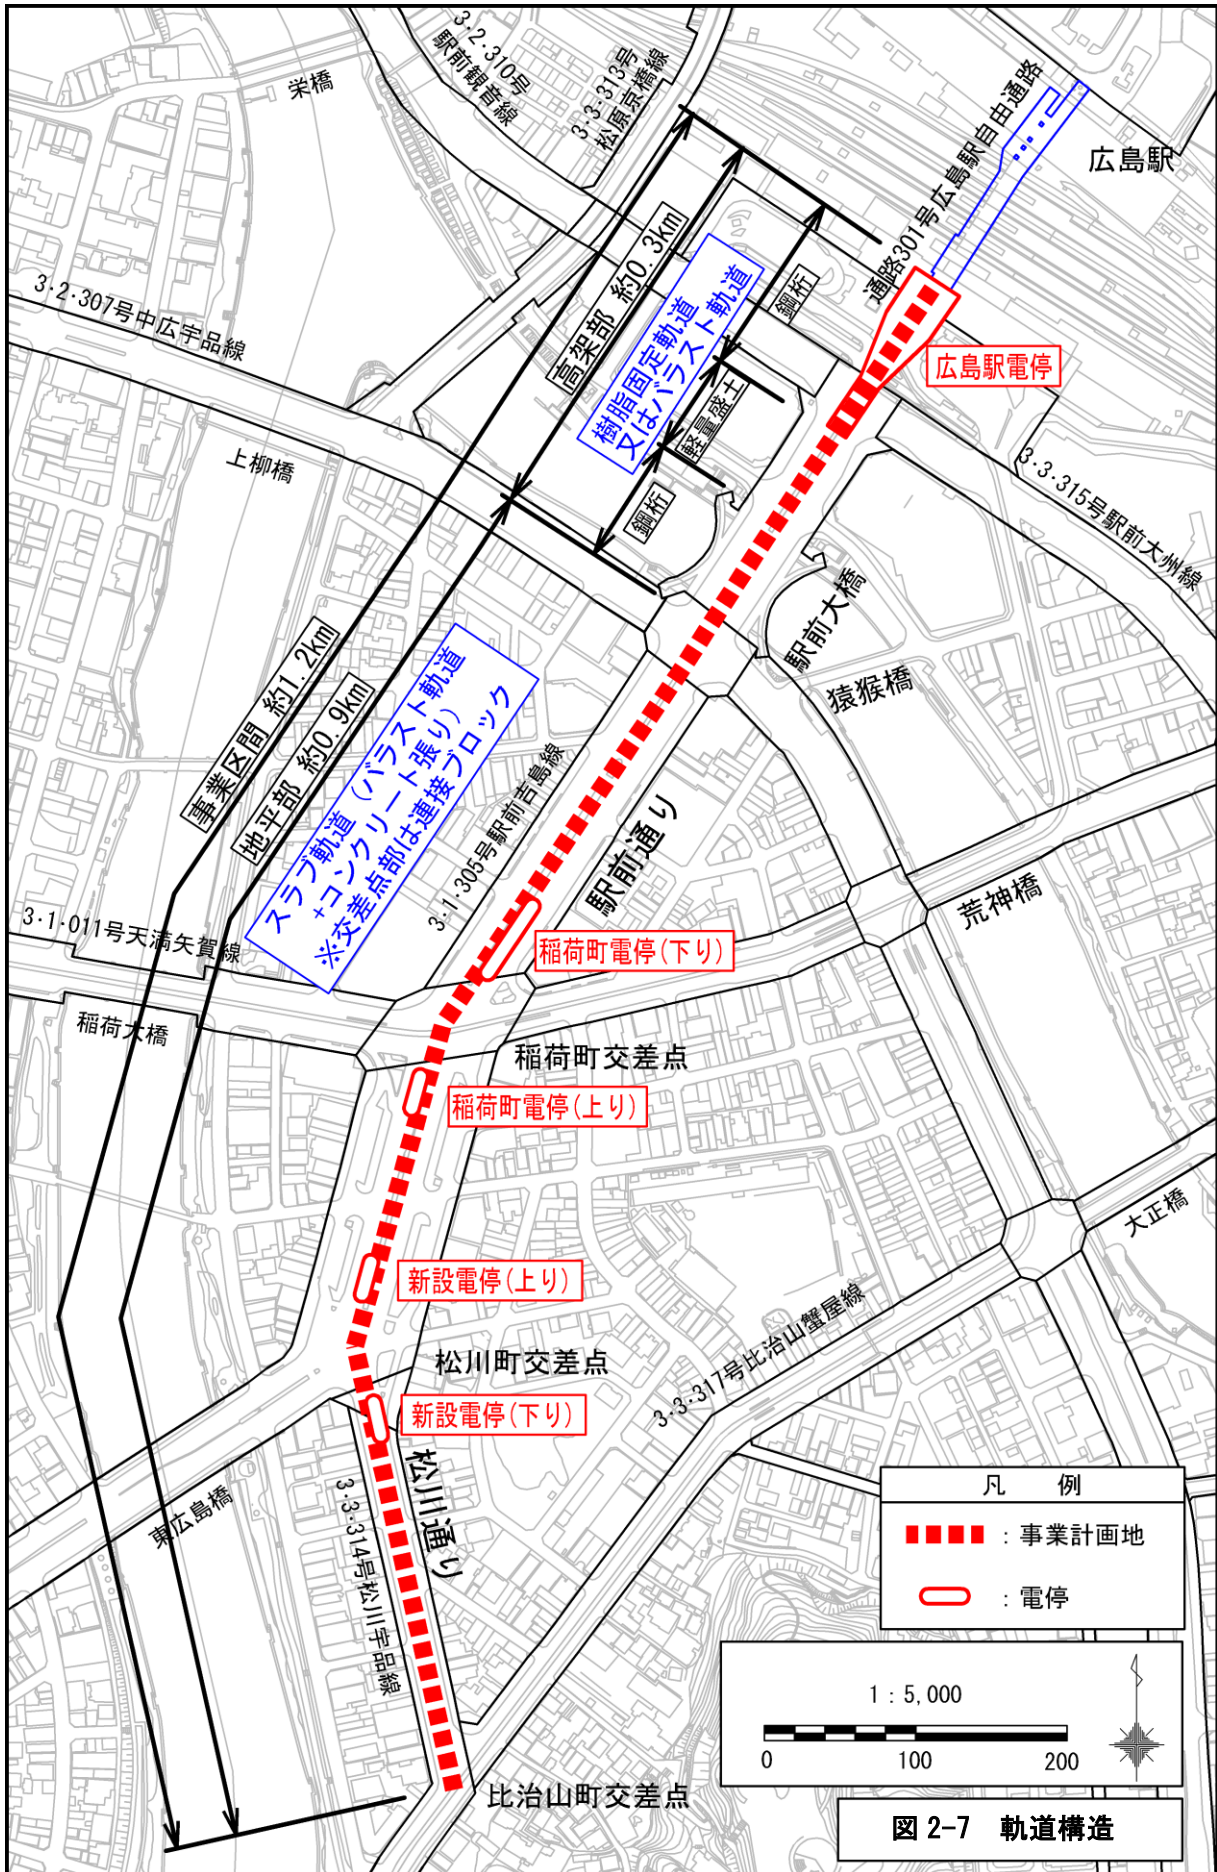 栄橋
3・2・310号
駅前観音線
3・3・313号
松原京橋線
通路301号広島駅自由通路
広島駅
3・2・307号中広宇品線
高架部 約0.3km
樹脂固定軌道
又はバラスト軌道
鋼桁
広島駅電停
軽量盛土
上柳橋
鋼桁
3・3・315号駅前大州線
駅前大橋
猿猴橋
事業区間 約1.2km
地平部 約0.9km
スラブ軌道（バラスト軌道
+コンクリート張り）
※交差点部は連接ブロック
3・1・305号駅前吉島線
駅前通り
荒神橋
3・1・011号天満矢賀線
稲荷町電停(下り)
稲荷大橋
稲荷町交差点
稲荷町電停(上り)
大正橋
新設電停(上り)
松川町交差点
3・3・317号比治山蟹屋線
新設電停(下り)
松川通り
東広島橋
3・3・314号松川宇品線
凡 例
：事業計画地
：電停
1：5,000
0 100 200
比治山町交差点
図 2-7 軌道構造